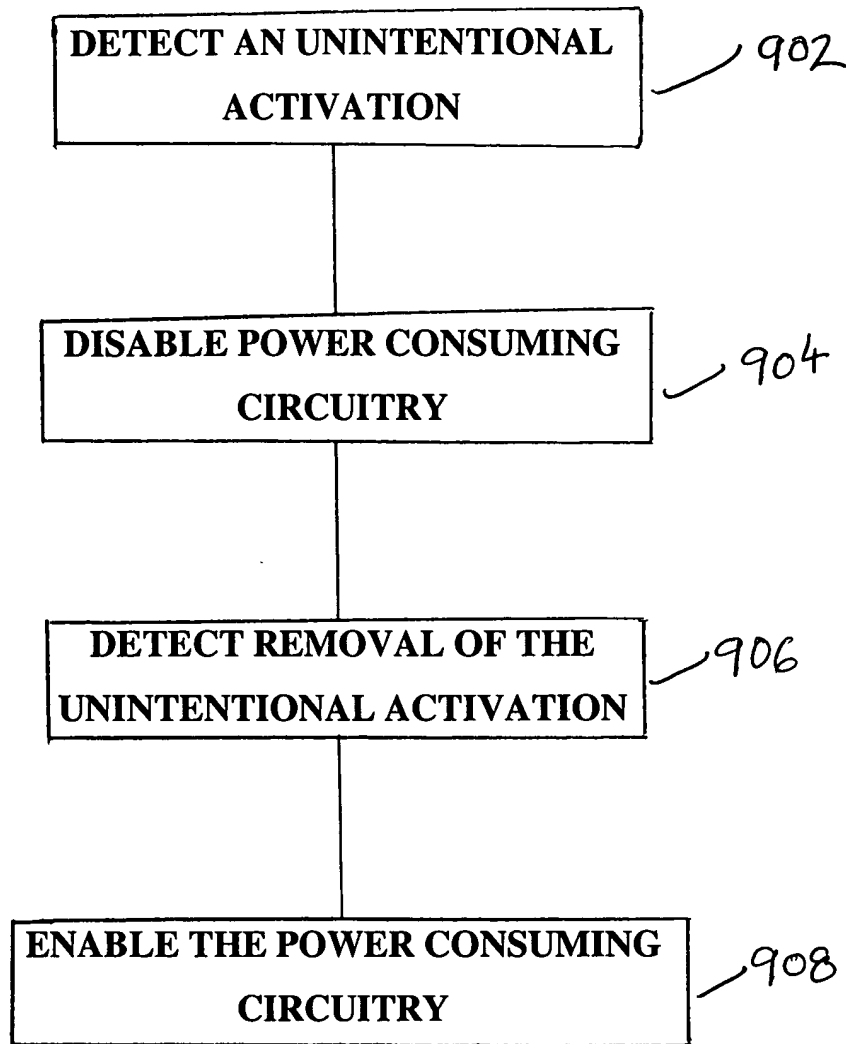 DETECT AN UNINTENTIONAL
ACTIVATION
902
DISABLE POWER CONSUMING
CIRCUITRY
904
DETECT REMOVAL OF THE
UNINTENTIONAL ACTIVATION
906
ENABLE THE POWER CONSUMING
CIRCUITRY
908